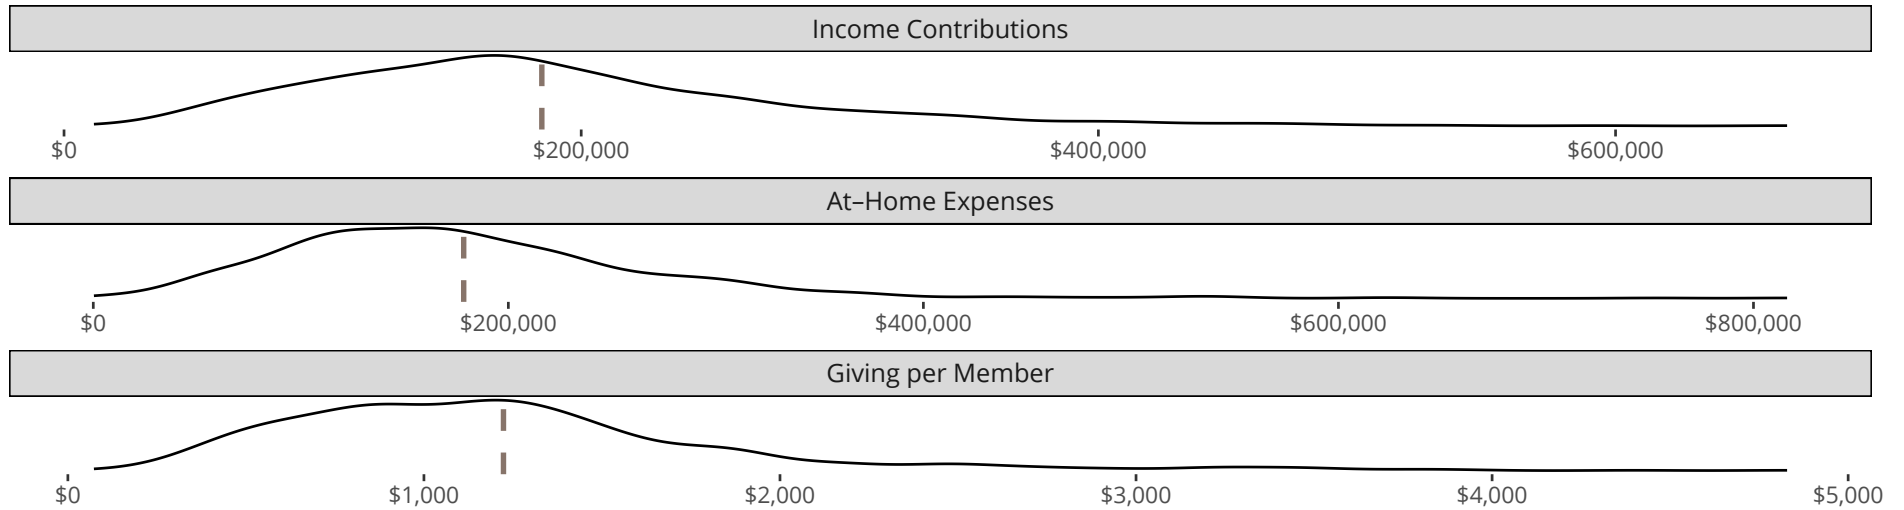 Income Contributions
$0 $200,000 $400,000 $600,000
At–Home Expenses
$0 $200,000 $400,000 $600,000 $800,000
Giving per Member
$0 $1,000 $2,000 $3,000 $4,000 $5,000